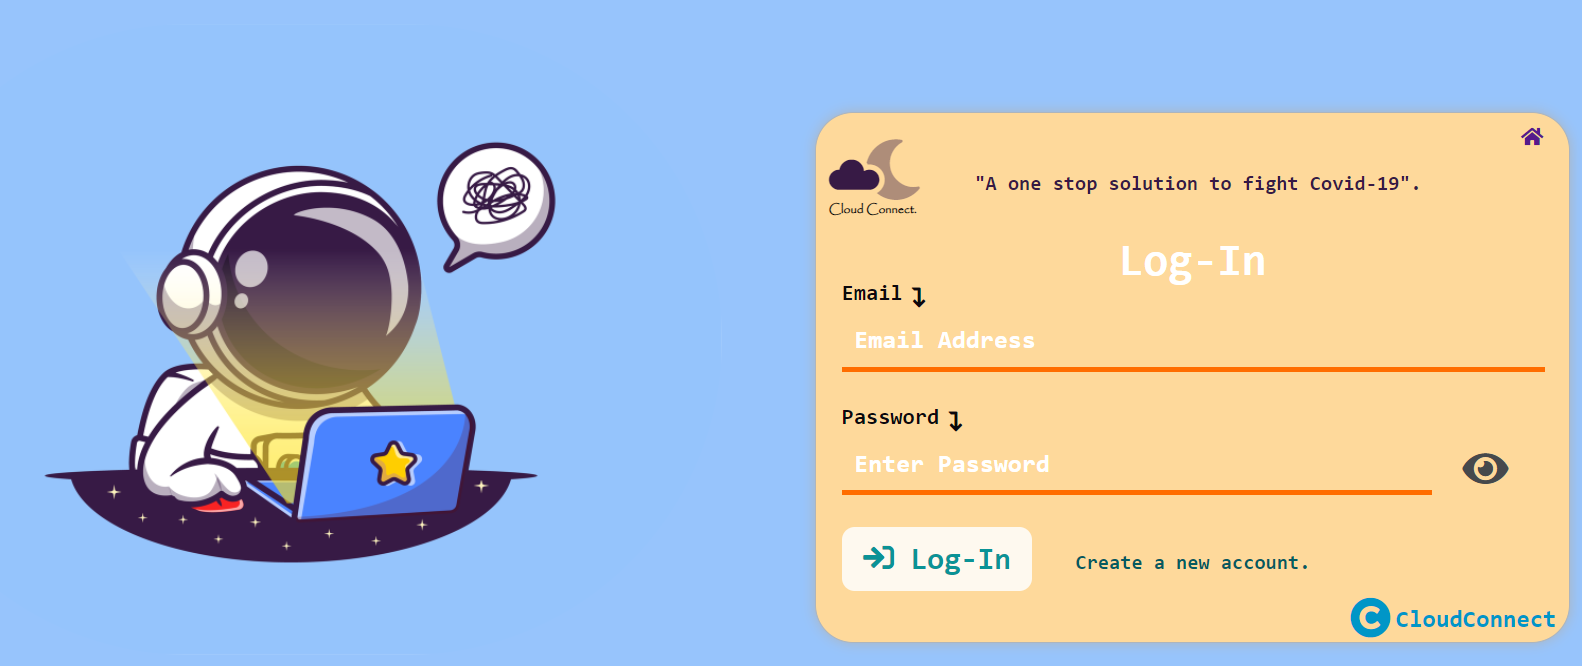 Cloud Connect.
"A one stop solution to fight Covid-19".
Log-In
Email
Email Address
Password
Enter Password
Log-In
Create a new account.
CloudConnect